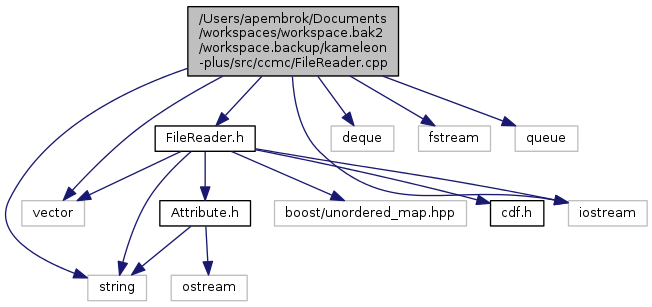 /Users/apembrok/Documents
/workspaces/workspace.bak2
/workspace.backup/kameleon
-plus/src/ccmc/FileReader.cpp
FileReader.h
deque
fstream
queue
vector
Attribute.h
boost/unordered_map.hpp
cdf.h
iostream
string
ostream